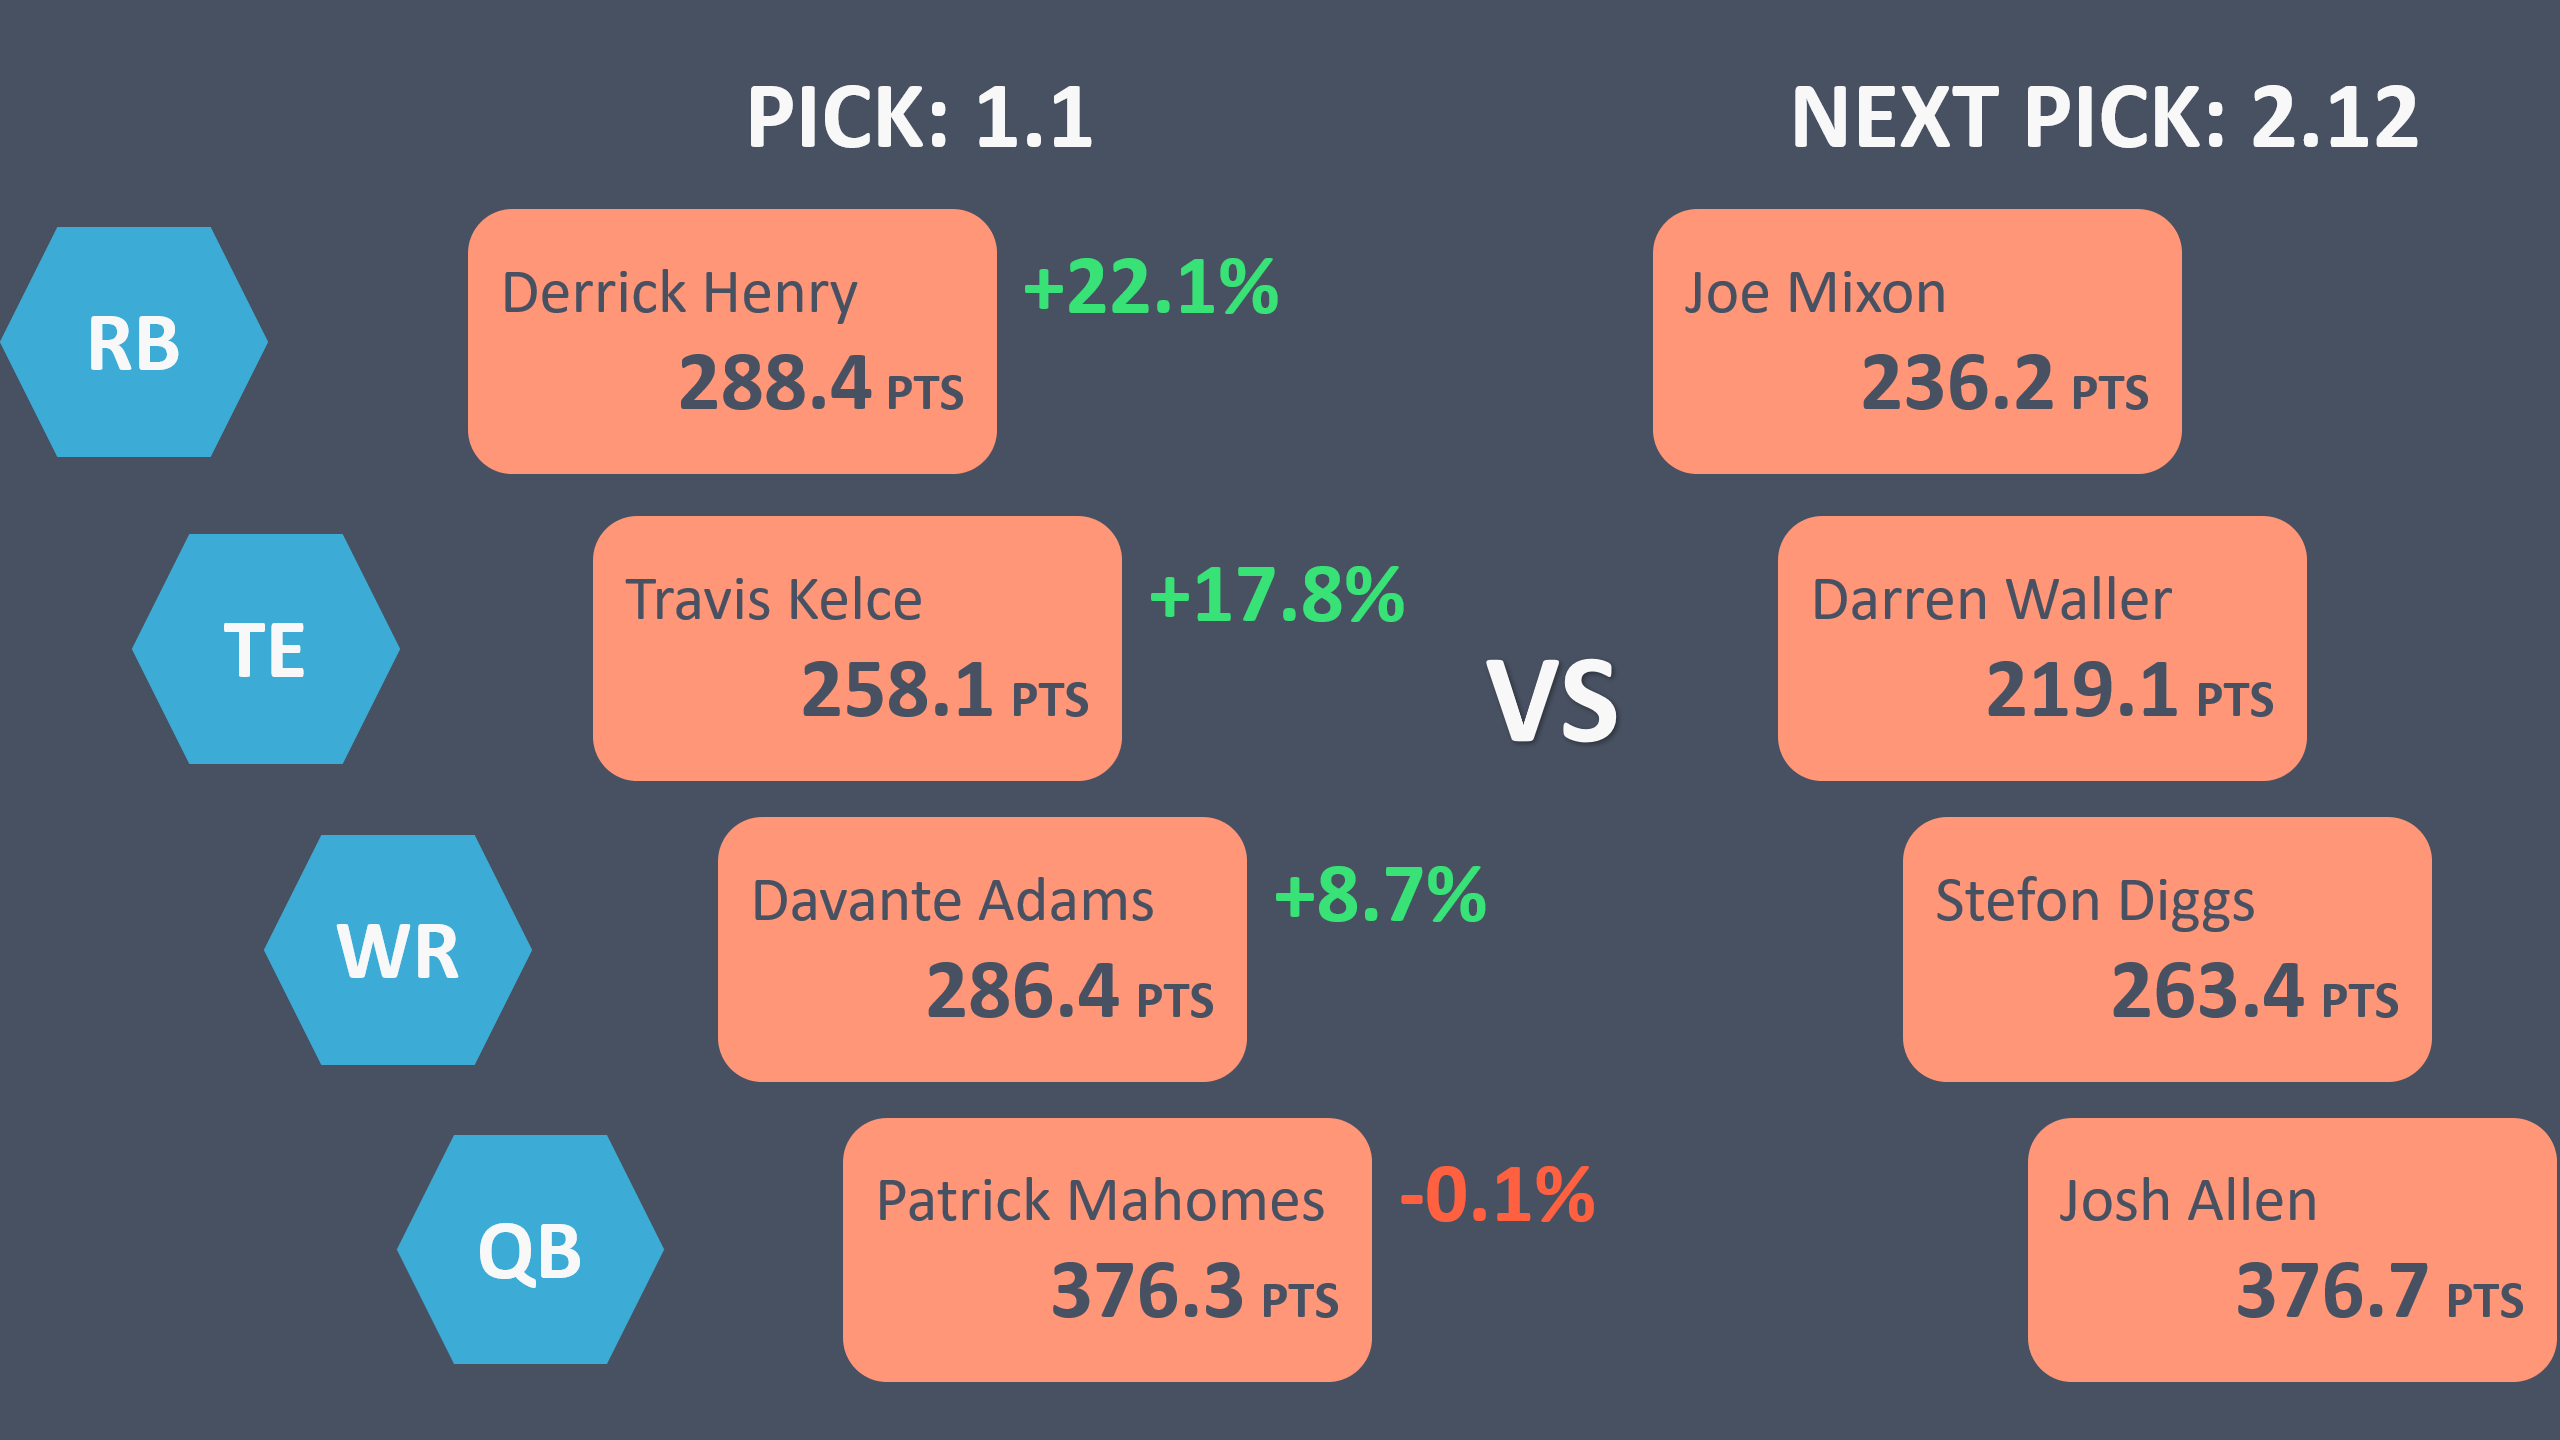 PICK: 1.1
NEXT PICK: 2.12
RB
Derrick Henry
288.4 PTS
+22.1%
Joe Mixon
236.2 PTS
TE
Travis Kelce
258.1 PTS
+17.8%
VS
Darren Waller
219.1 PTS
WR
Davante Adams
286.4 PTS
+8.7%
Stefon Diggs
263.4 PTS
QB
Patrick Mahomes
376.3 PTS
-0.1%
Josh Allen
376.7 PTS